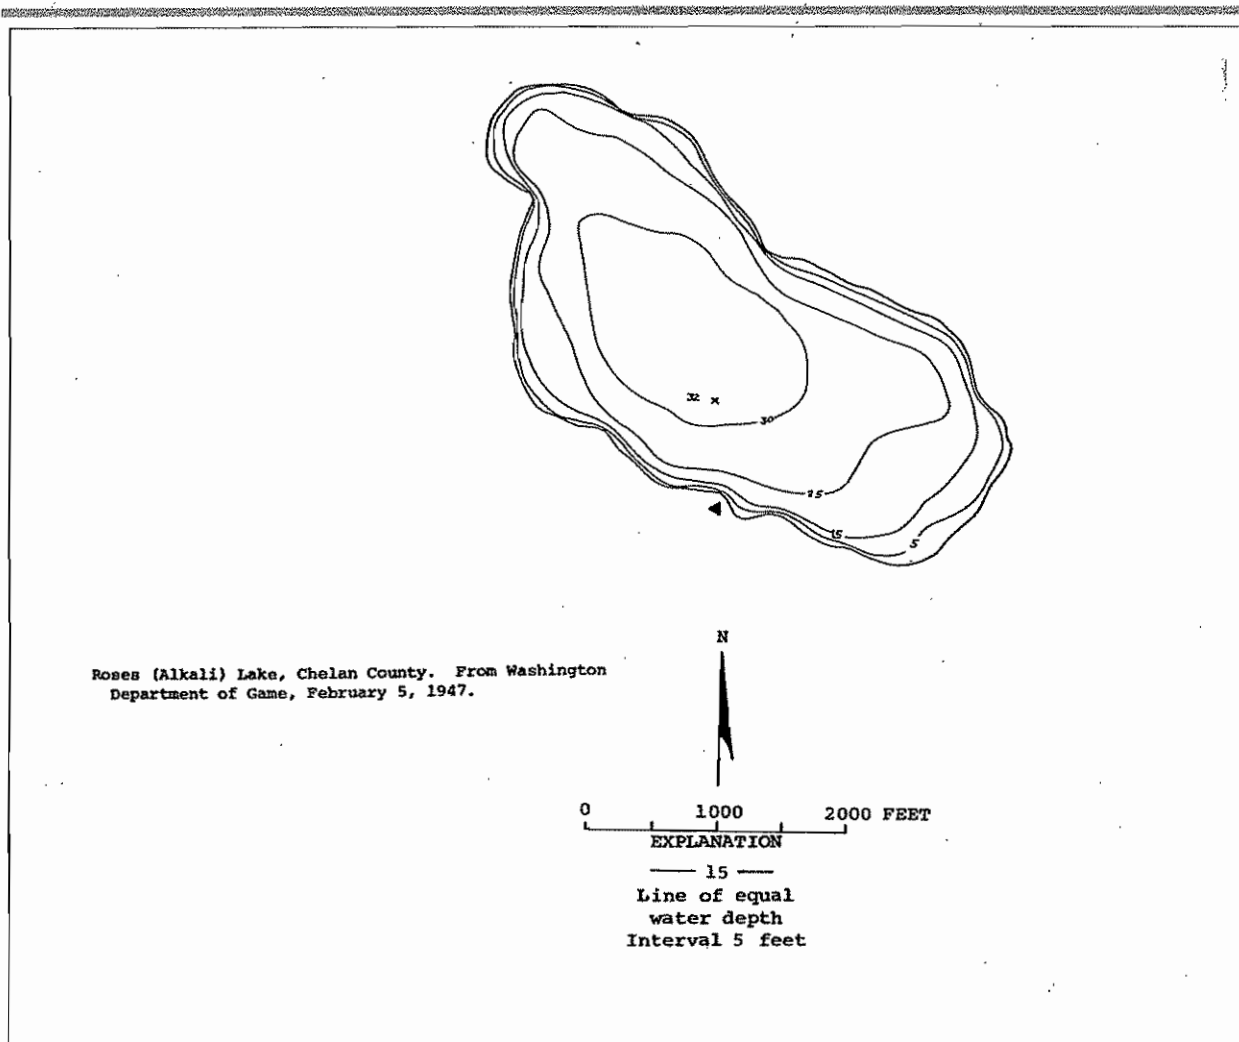 32 x
30
25
15
5
Roses (Alkali) Lake, Chelan County. From Washington
Department of Game, February 5, 1947.
N
0 1000 2000 FEET
EXPLANATION
15
Line of equal
water depth
Interval 5 feet